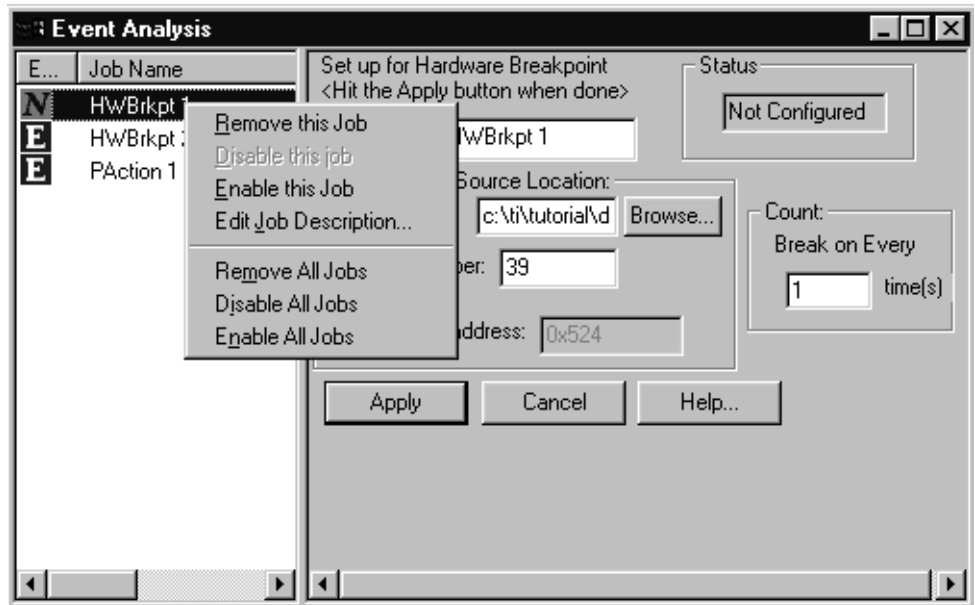 Event Analysis
E... Job Name
N HWBrkpt 1
E HWBrkpt 2
E PAction 1
Remove this Job
Disable this job
Enable this Job
Edit Job Description...
Remove All Jobs
Disable All Jobs
Enable All Jobs
Set up for Hardware Breakpoint
<Hit the Apply button when done>
HWBrkpt 1
Source Location:
c:\ti\tutorial\d Browse...
ber: 39
address: 0x524
Status
Not Configured
Count:
Break on Every
1 time(s)
Apply Cancel Help...